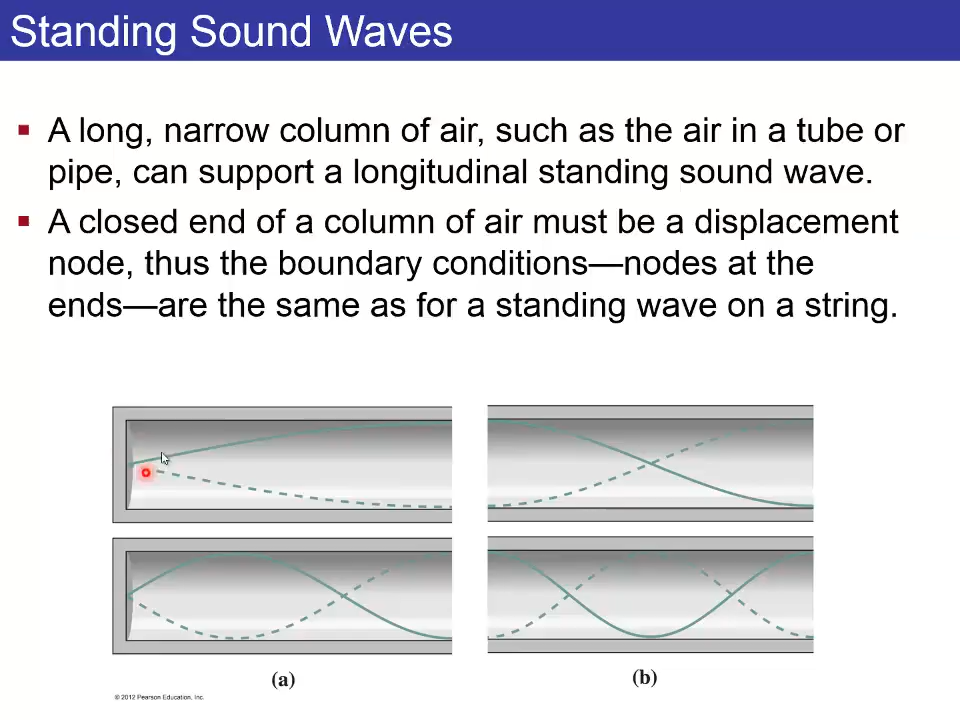 Standing Sound Waves
▪ A long, narrow column of air, such as the air in a tube or
pipe, can support a longitudinal standing sound wave.
▪ A closed end of a column of air must be a displacement
node, thus the boundary conditions—nodes at the
ends—are the same as for a standing wave on a string.
(a)
(b)
© 2012 Pearson Education, Inc.